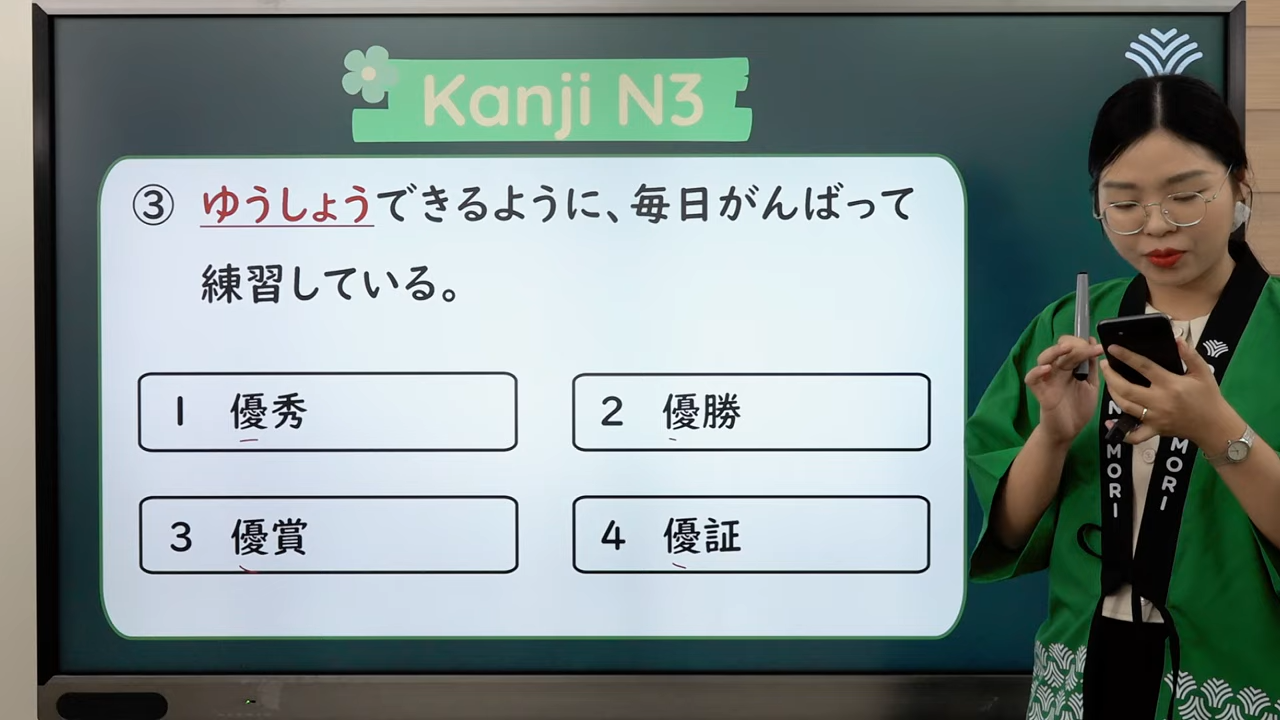 Kanji N3
③ ゆうしょうできるように、毎日がんばって
練習している。
1 優秀
2 優勝
3 優賞
4 優証
MORI
MORI